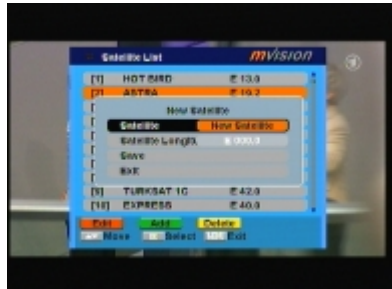 Satellite List
mvision
[1] HOT BIRD E 13.0
[2] ASTRA E 19.2
New Satellite
Satellite New Satellite
Satellite Longit. E 000.0
Save
Exit
[9] TURKSAT 1C E 42.0
[10] EXPRESS E 40.0
Edit Add Delete
Move Select Exit